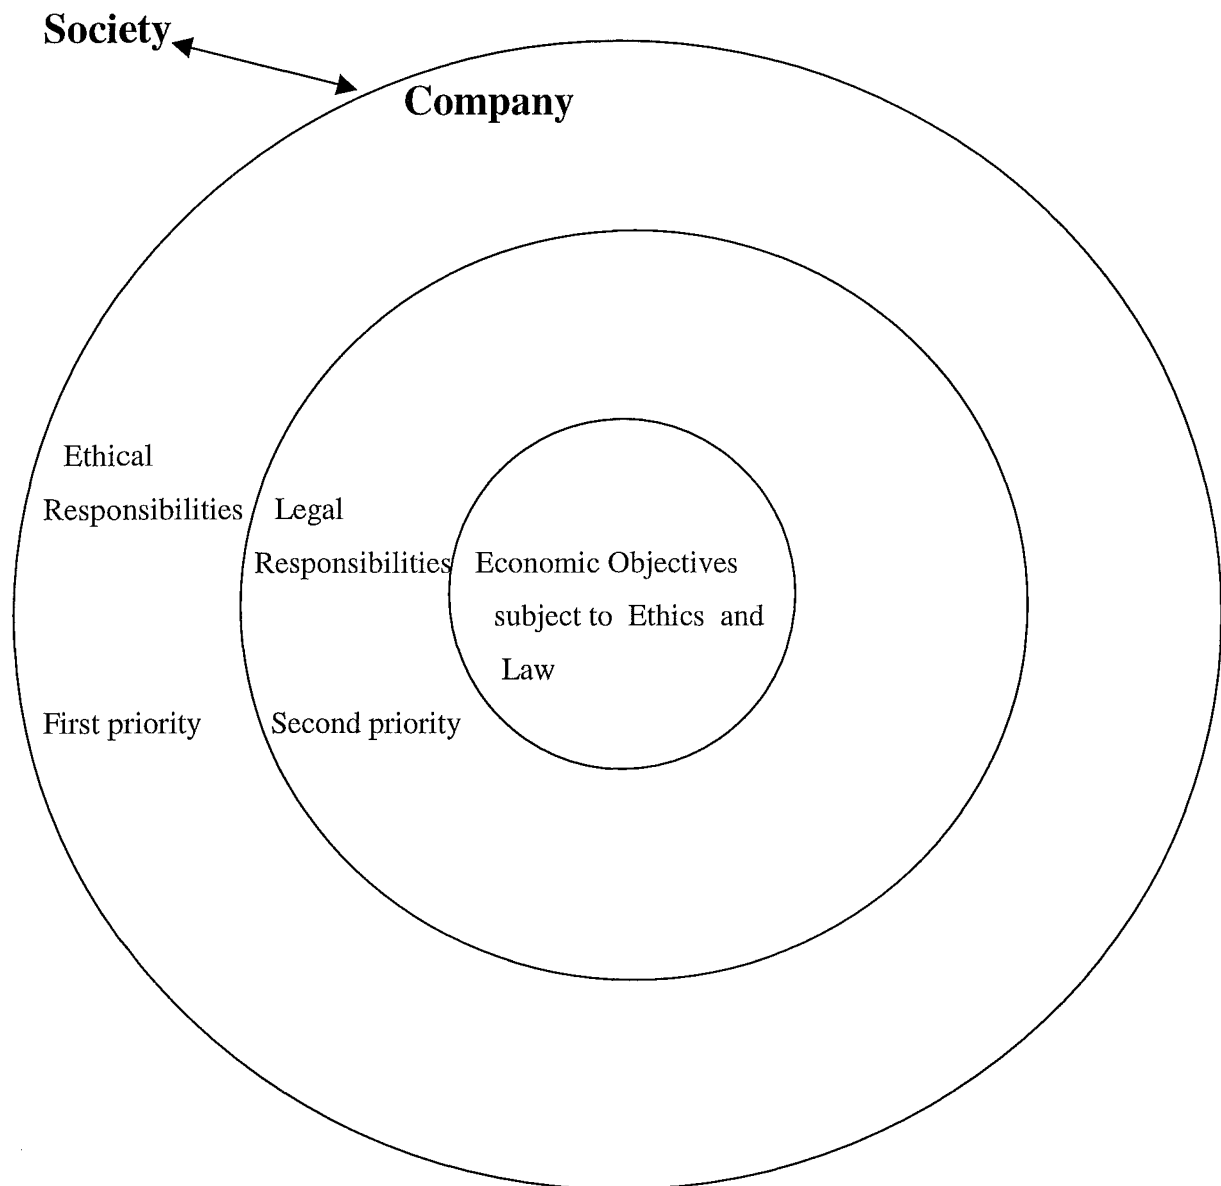 Society
Company
Ethical
Responsibilities
Legal
Responsibilities
Economic Objectives
subject to Ethics and
Law
First priority
Second priority